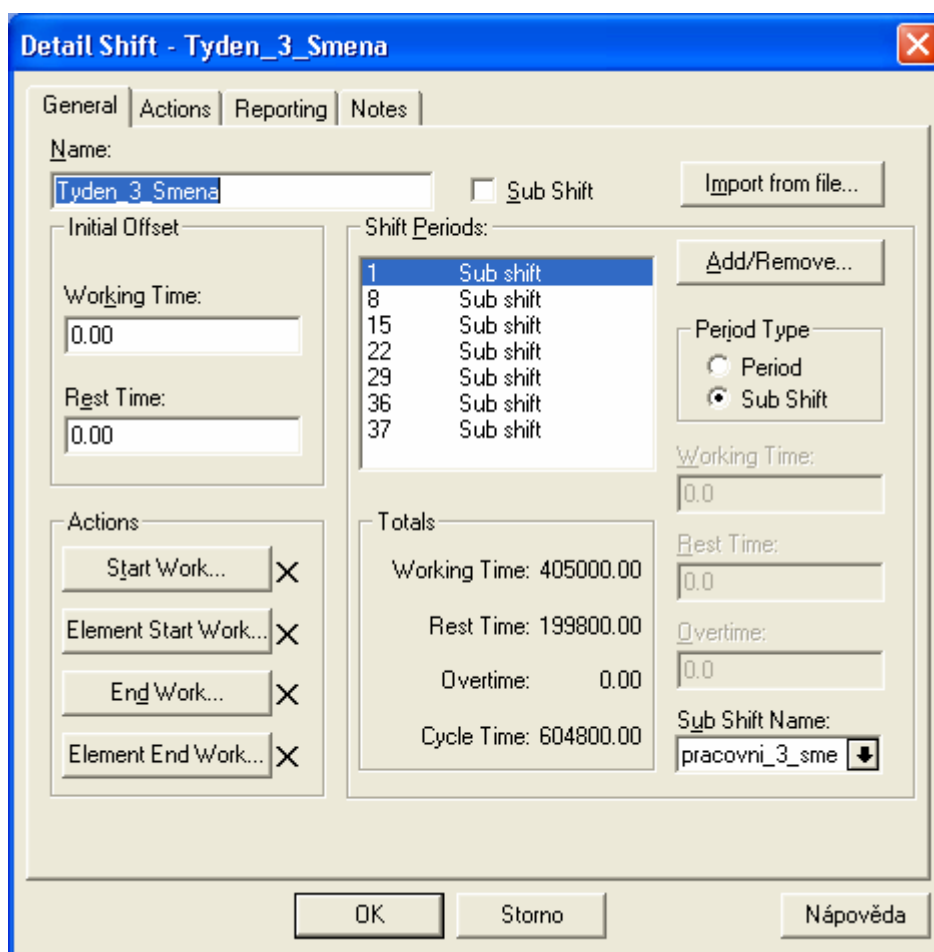 Detail Shift - Tyden_3_Smena
General Actions Reporting Notes
Name:
Tyden_3_Smena
Sub Shift
Import from file...
Initial Offset
Working Time:
0.00
Rest Time:
0.00
Shift Periods:
1 Sub shift
8 Sub shift
15 Sub shift
22 Sub shift
29 Sub shift
36 Sub shift
37 Sub shift
Add/Remove...
Period Type
Period
Sub Shift
Working Time:
0.0
Rest Time:
0.0
Overtime:
0.0
Sub Shift Name:
pracovni_3_sme
Actions
Start Work...
Element Start Work...
End Work...
Element End Work...
Totals
Working Time: 405000.00
Rest Time: 199800.00
Overtime: 0.00
Cycle Time: 604800.00
OK Storno Nápověda